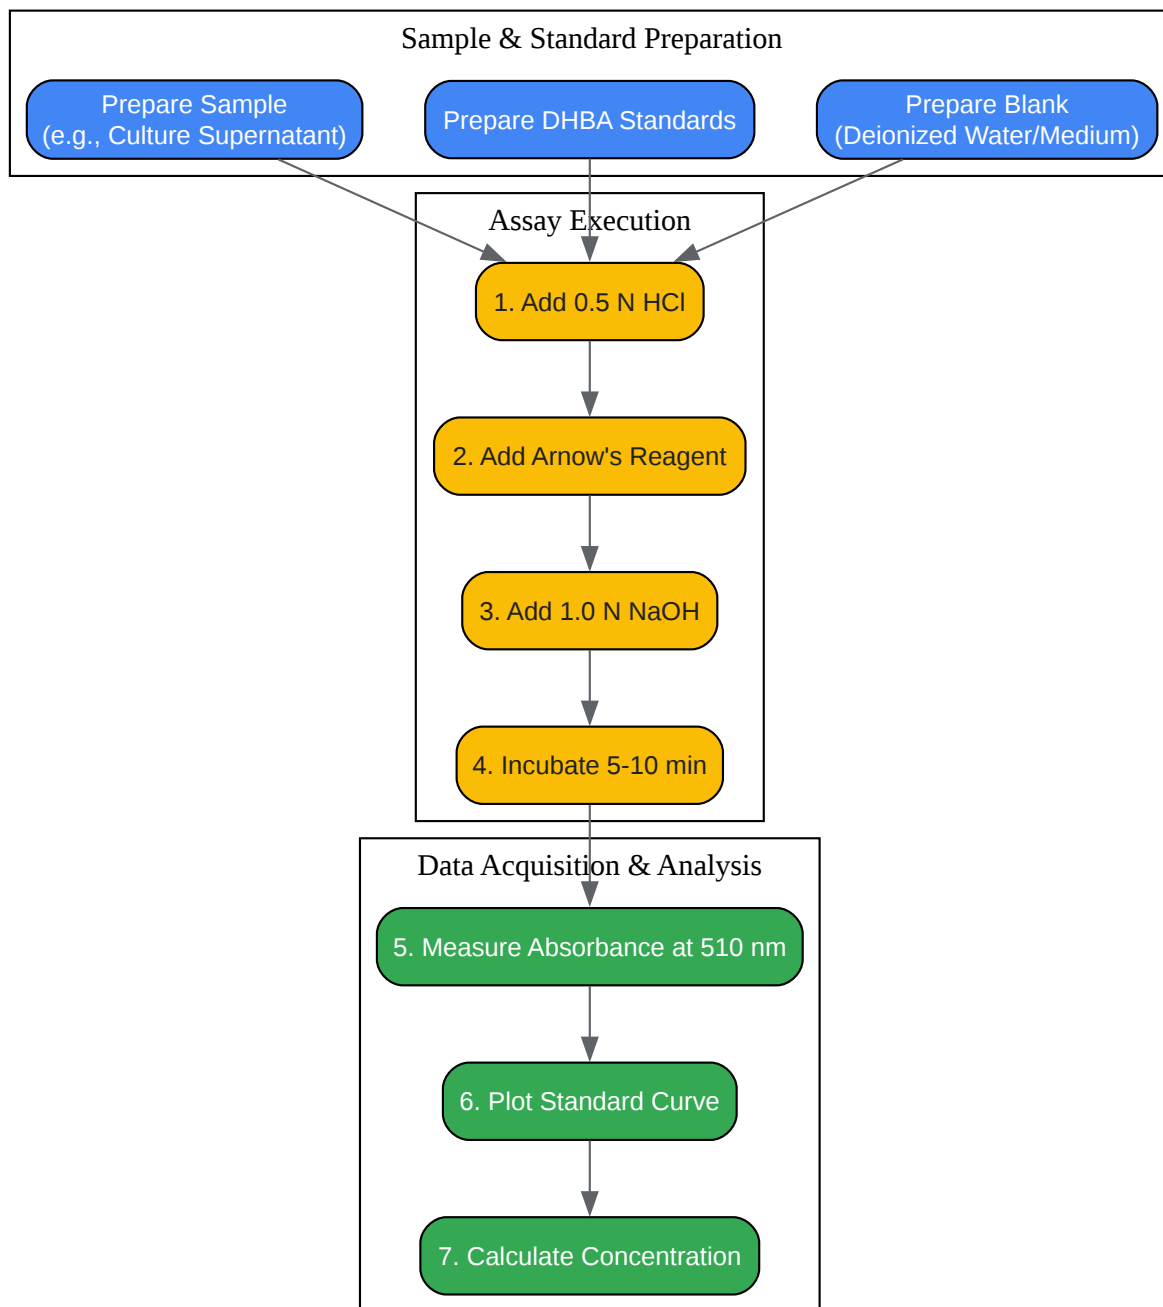 Sample & Standard Preparation
Prepare Sample
(e.g., Culture Supernatant)
Prepare DHBA Standards
Prepare Blank
(Deionized Water/Medium)
Assay Execution
1. Add 0.5 N HCl
2. Add Arnow's Reagent
3. Add 1.0 N NaOH
4. Incubate 5-10 min
Data Acquisition & Analysis
5. Measure Absorbance at 510 nm
6. Plot Standard Curve
7. Calculate Concentration